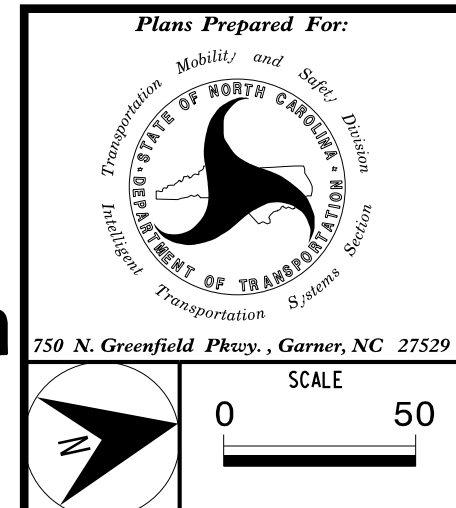 Plans Prepared For:
Transportation Mobility and Safety Division
STATE OF NORTH CAROLINA
DEPARTMENT OF TRANSPORTATION
Intelligent Transportation Systems Section
750 N. Greenfield Pkwy., Garner, NC 27529
SCALE
0 50
N